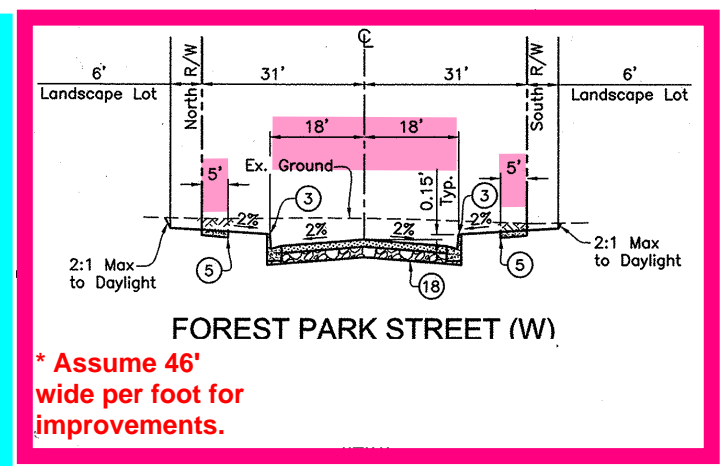 ℄
North R/W
South R/W
6'
31'
31'
6'
Landscape Lot
Landscape Lot
18'
18'
5'
Ex. Ground
5'
0.15'
Typ.
3
3
2%
2%
2%
2%
2:1 Max
to Daylight
5
5
2:1 Max
to Daylight
18
FOREST PARK STREET (W)
* Assume 46'
wide per foot for
improvements.